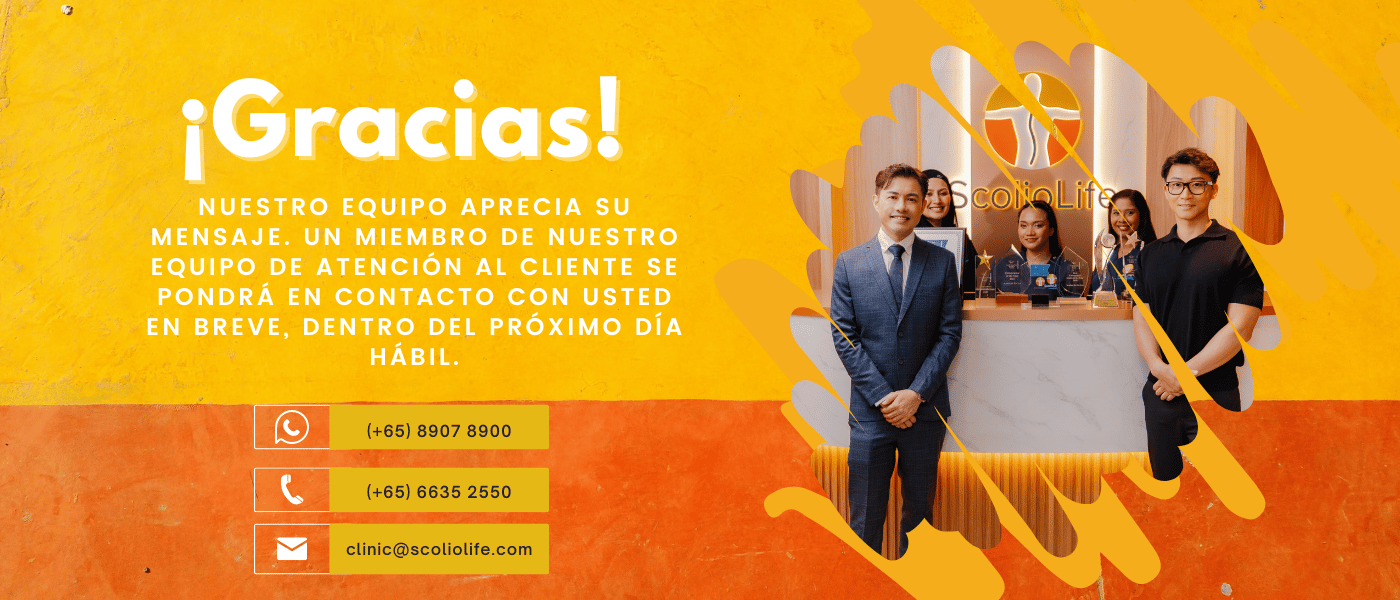 ¡Gracias!
NUESTRO EQUIPO APRECIA SU
MENSAJE. UN MIEMBRO DE NUESTRO
EQUIPO DE ATENCIÓN AL CLIENTE SE
PONDRÁ EN CONTACTO CON USTED
EN BREVE, DENTRO DEL PRÓXIMO DÍA
HÁBIL.
(+65) 8907 8900
(+65) 6635 2550
clinic@scoliolife.com
ScolioLife